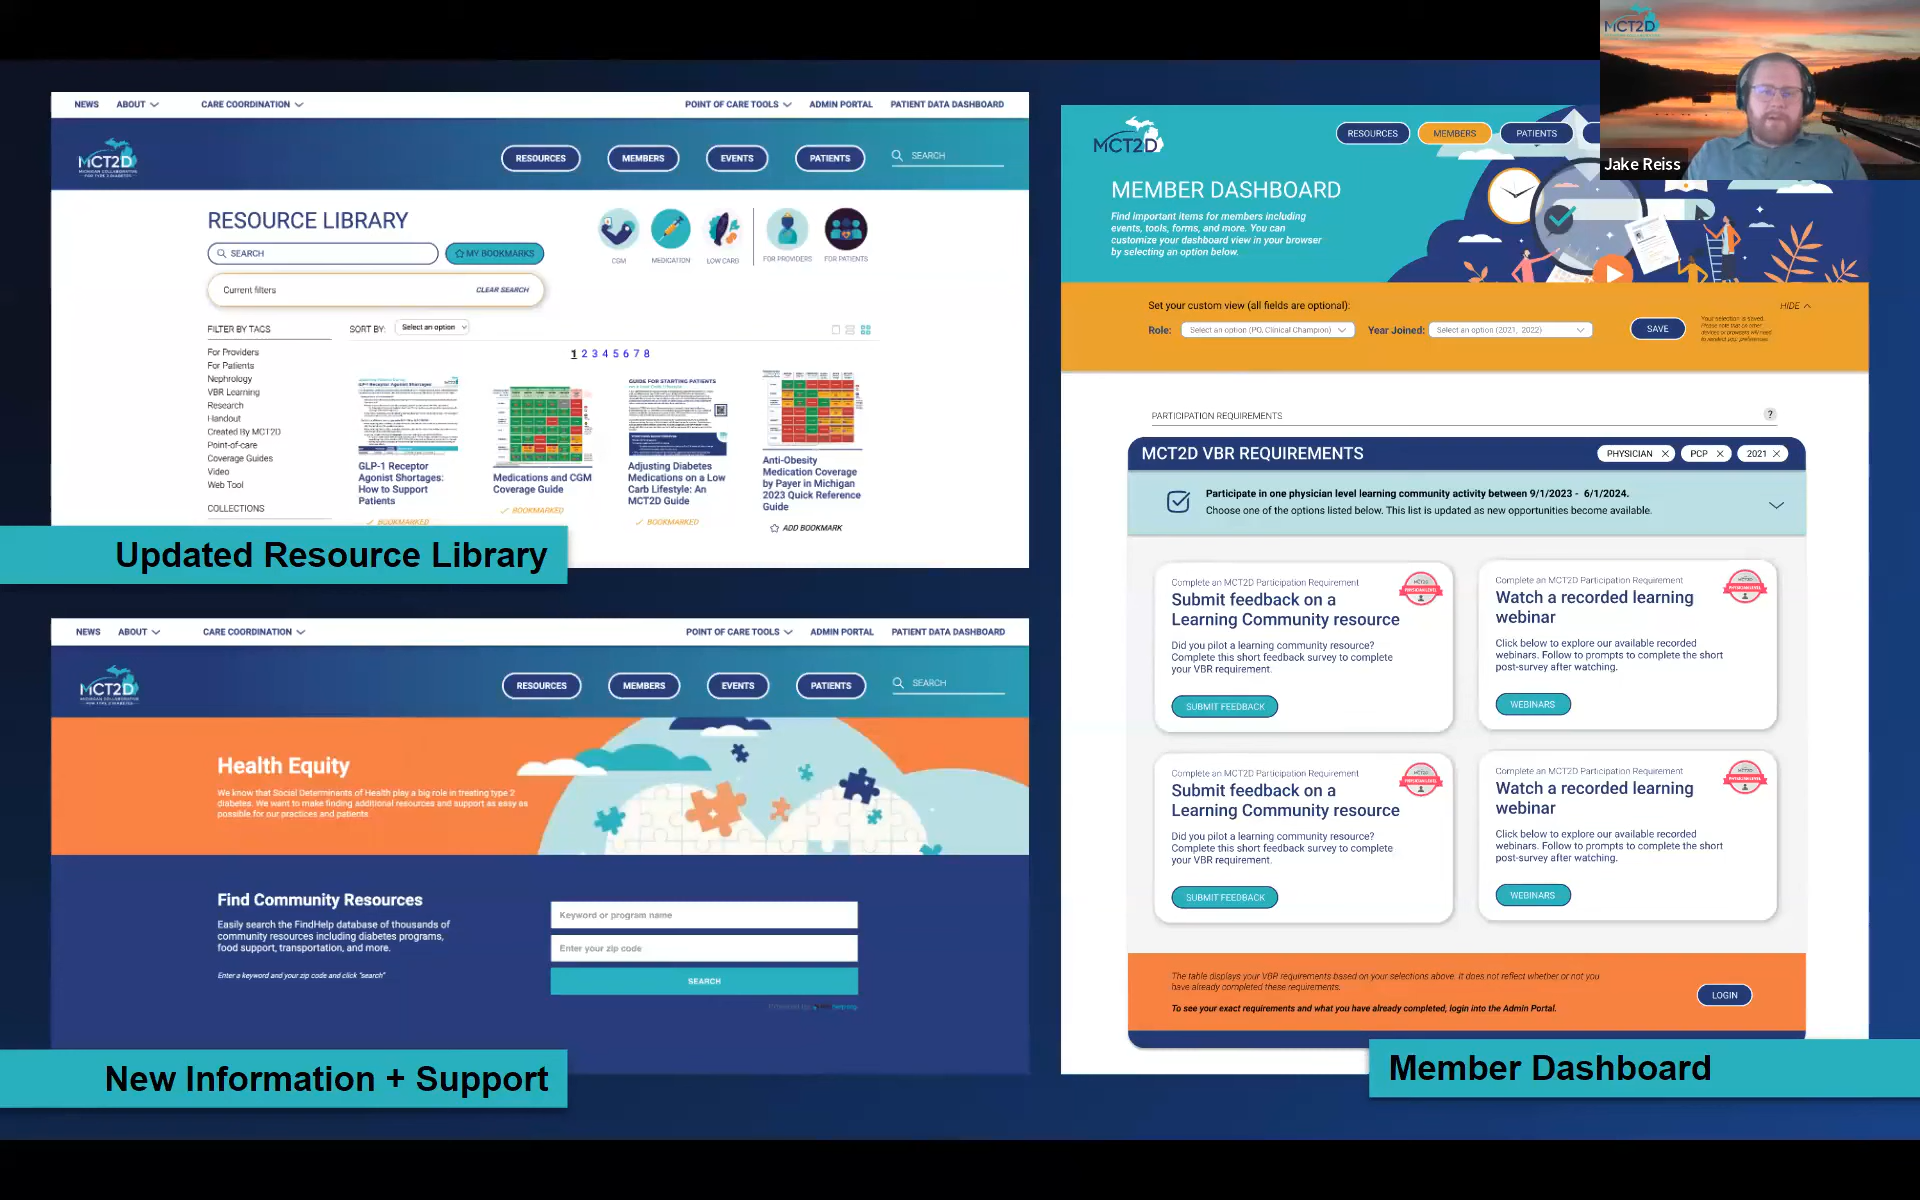 NEWS ABOUT CARE COORDINATION POINT OF CARE TOOLS ADMIN PORTAL PATIENT DATA DASHBOARD
MCT2D
RESOURCES MEMBERS EVENTS PATIENTS SEARCH
RESOURCE LIBRARY
SEARCH MY BOOKMARKS
CGM MEDICATION LOW CARB FOR PROVIDERS FOR PATIENTS
Current filters CLEAR SEARCH
FILTER BY TAGS
SORT BY: Select an option
1 2 3 4 5 6 7 8
For Providers
For Patients
Nephrology
VBR Learning
Research
Handout
Created By MCT2D
Point-of-care
Coverage Guides
Video
Web Tool
COLLECTIONS
GLP-1 Receptor
Agonist Shortages:
How to Support
Patients
BOOKMARKED
Medications and CGM
Coverage Guide
BOOKMARKED
GUIDE FOR STARTING PATIENTS
Adjusting Diabetes
Medications on a Low
Carb Lifestyle: An
MCT2D Guide
BOOKMARKED
Anti-Obesity
Medication Coverage
by Payer in Michigan
2023 Quick Reference
Guide
ADD BOOKMARK
Updated Resource Library
NEWS ABOUT CARE COORDINATION POINT OF CARE TOOLS ADMIN PORTAL PATIENT DATA DASHBOARD
MCT2D
RESOURCES MEMBERS EVENTS PATIENTS SEARCH
Health Equity
We know that Social Determinants of Health play a big role in treating type 2
diabetes. We want to make finding additional resources and support as easy as
possible for our practices and patients.
Find Community Resources
Easily search the FindHelp database of thousands of
community resources including diabetes programs,
food support, transportation, and more.
Enter a keyword and your zip code and click "search"
Keyword or program name
Enter your zip code
SEARCH
New Information + Support
MCT2D
RESOURCES MEMBERS PATIENTS
MEMBER DASHBOARD
Find important items for members including
events, tools, forms, and more. You can
customize your dashboard view in your browser
by selecting an option below.
Set your custom view (all fields are optional): HIDE
Role: Select an option (PO, Clinical Champion) Year Joined: Select an option (2021, 2022) SAVE
PARTICIPATION REQUIREMENTS ?
MCT2D VBR REQUIREMENTS PHYSICIAN X PCP X 2021 X
Participate in one physician level learning community activity between 9/1/2023 - 6/1/2024.
Choose one of the options listed below. This list is updated as new opportunities become available.
Complete an MCT2D Participation Requirement
Submit feedback on a
Learning Community resource
Did you pilot a learning community resource?
Complete this short feedback survey to complete
your VBR requirement.
SUBMIT FEEDBACK
Complete an MCT2D Participation Requirement
Watch a recorded learning
webinar
Click below to explore our available recorded
webinars. Follow to prompts to complete the short
post-survey after watching.
WEBINARS
Complete an MCT2D Participation Requirement
Submit feedback on a
Learning Community resource
Did you pilot a learning community resource?
Complete this short feedback survey to complete
your VBR requirement.
SUBMIT FEEDBACK
Complete an MCT2D Participation Requirement
Watch a recorded learning
webinar
Click below to explore our available recorded
webinars. Follow to prompts to complete the short
post-survey after watching.
WEBINARS
The table displays your VBR requirements based on your selections above. It does not reflect whether or not you
have already completed these requirements.
To see your exact requirements and what you have already completed, login into the Admin Portal.
LOGIN
Member Dashboard
MCT2D
Jake Reiss